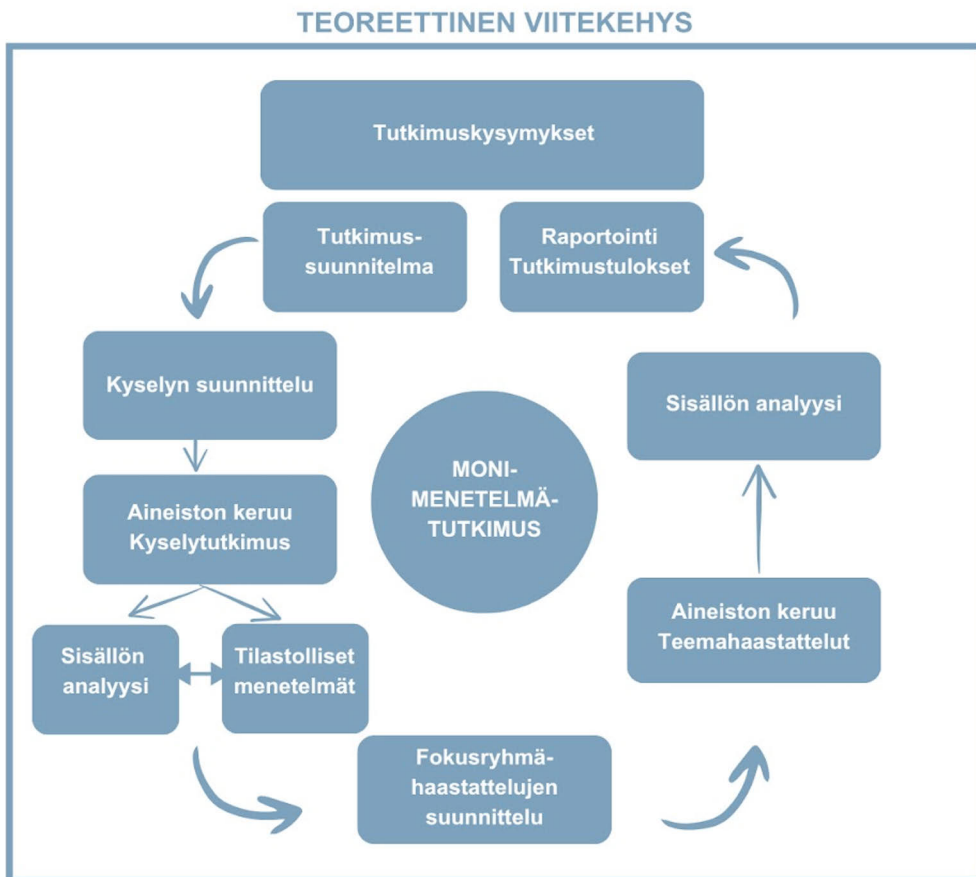 TEOREETTINEN VIITEKEHYS
Tutkimuskysymykset
Tutkimus-
suunnitelma
Raportointi
Tutkimustulokset
Kyselyn suunnittelu
Sisällön analyysi
MONI-
MENETELMÄ-
TUTKIMUS
Aineiston keruu
Kyselytutkimus
Aineiston keruu
Teemahaastattelut
Sisällön
analyysi
Tilastolliset
menetelmät
Fokusryhmä-
haastattelujen
suunnittelu